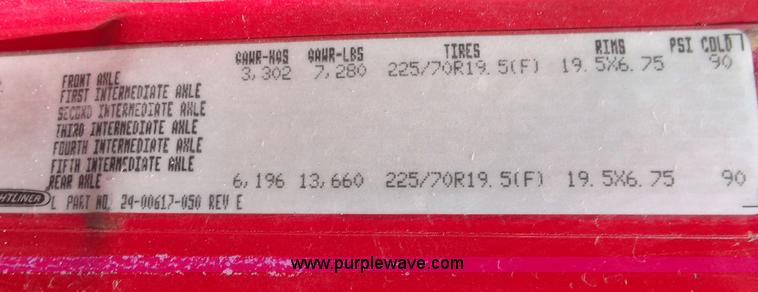 GAWR-KGS GAWR-LBS TIRES RIMS PSI COLD
FRONT AXLE 3,302 7,280 225/70R19.5(F) 19.5X6.75 90
FIRST INTERMEDIATE AXLE
SECOND INTERMEDIATE AXLE
THIRD INTERMEDIATE AXLE
FOURTH INTERMEDIATE AXLE
FIFTH INTERMEDIATE AXLE
REAR AXLE 6,196 13,660 225/70R19.5(F) 19.5X6.75 90
HTLINER L PART NO. 24-00617-050 REV E
www.purplewave.com